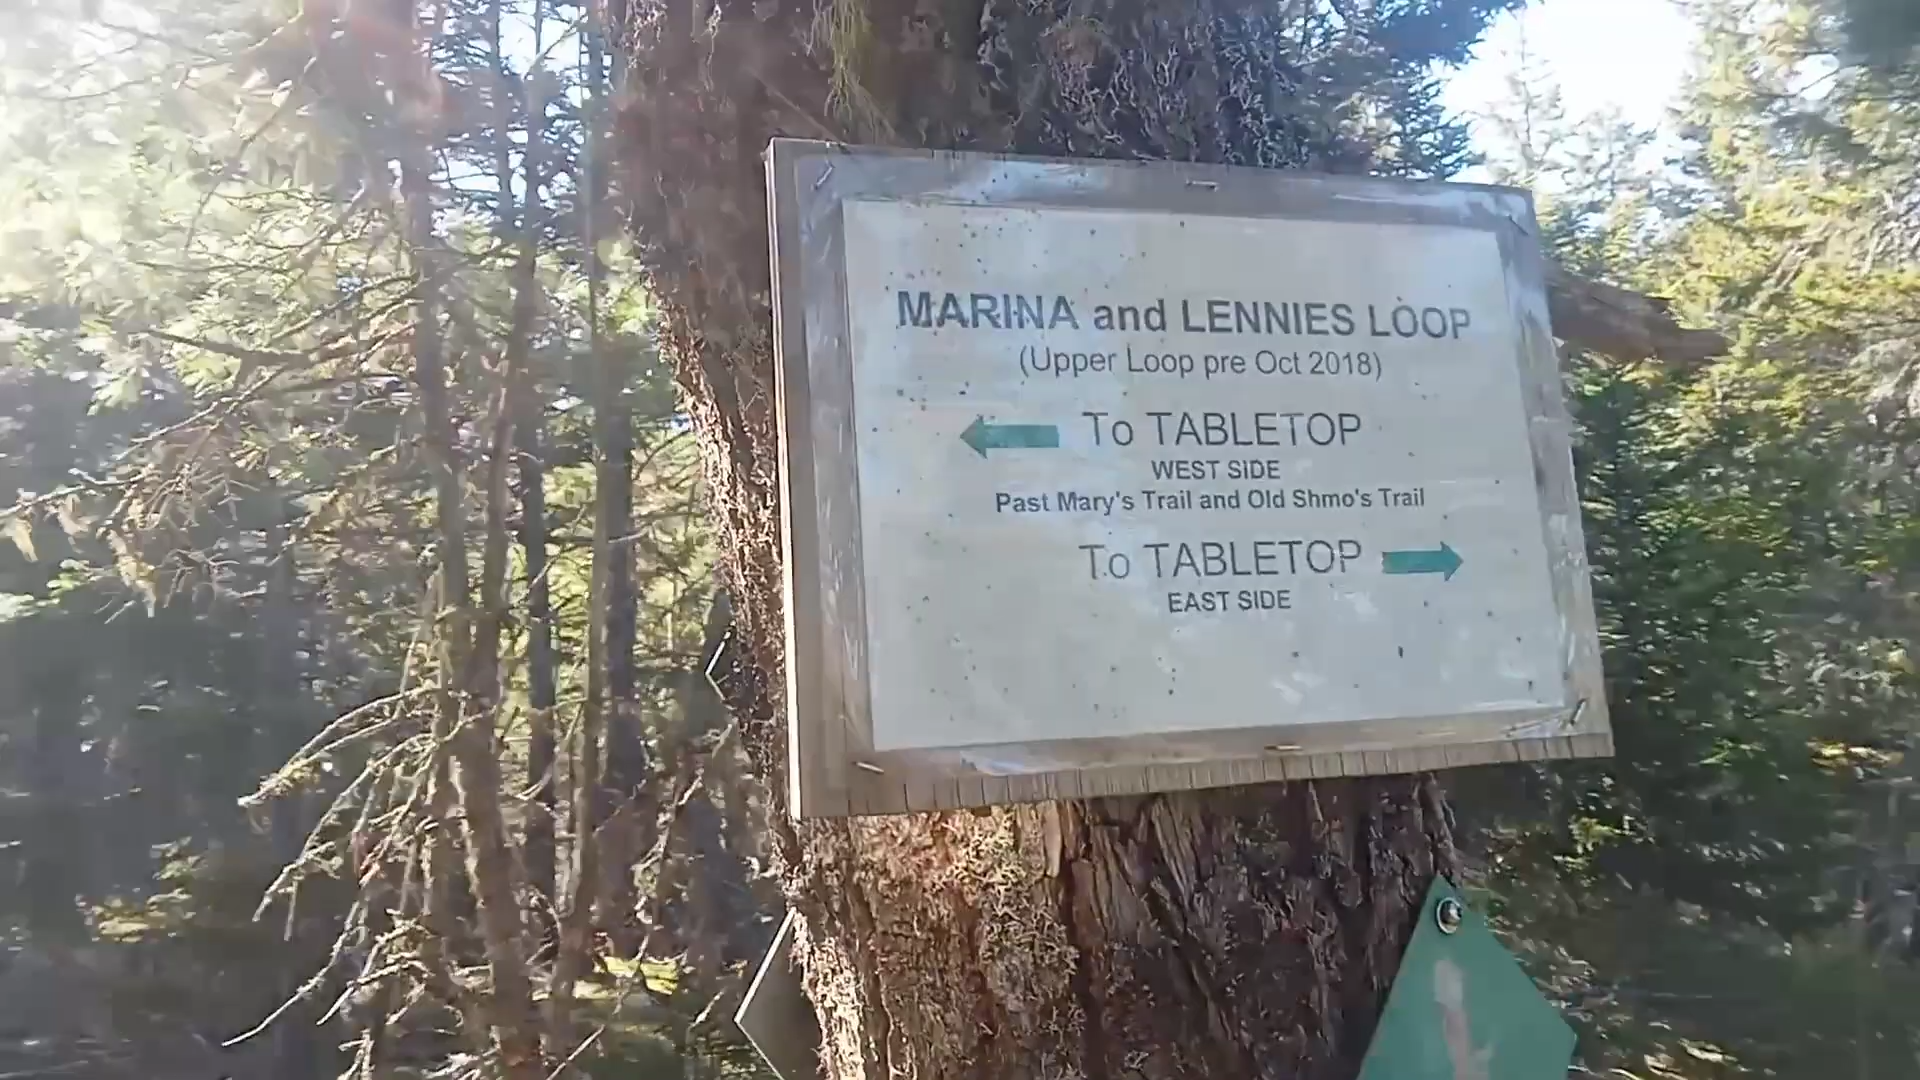 MARINA and LENNIES LOOP
(Upper Loop pre Oct 2018)
To TABLETOP
WEST SIDE
Past Mary's Trail and Old Shmo's Trail
To TABLETOP
EAST SIDE